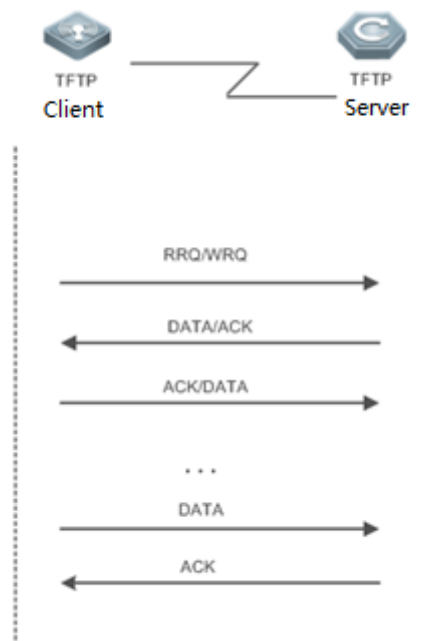 TFTP
Client
TFTP
Server
RRQ/WRQ
DATA/ACK
ACK/DATA
...
DATA
ACK